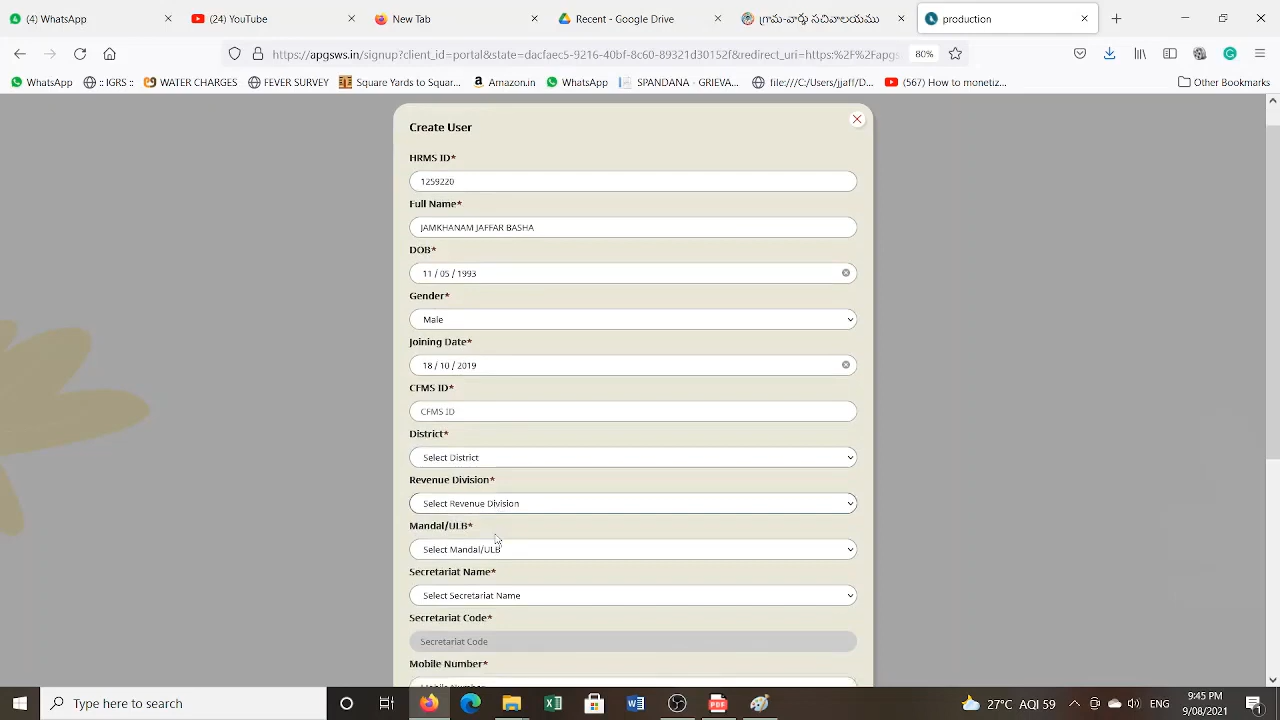 (4) WhatsApp
(24) YouTube
New Tab
Recent - Google Drive
గ్రామ-వార్డు సచివాలయము
production
https://apgsws.in/signup?client_id=portal&state=dacfaec5-9216-40bf-8c60-89321d30152f&redirect_uri=https:%2F%2Fapgs
80%
WhatsApp
:: IGRS ::
WATER CHARGES
FEVER SURVEY
Square Yards to Squar...
Amazon.in
WhatsApp
SPANDANA - GRIEVA...
file:///C:/Users/jaff/D...
(567) How to monetiz...
Other Bookmarks
Create User
HRMS ID*
1259220
Full Name*
JAMKHANAM JAFFAR BASHA
DOB*
11 / 05 / 1993
Gender*
Male
Joining Date*
18 / 10 / 2019
CFMS ID*
CFMS ID
District*
Select District
Revenue Division*
Select Revenue Division
Mandal/ULB*
Select Mandal/ULB
Secretariat Name*
Select Secretariat Name
Secretariat Code*
Secretariat Code
Mobile Number*
Type here to search
27°C AQI 59
ENG
9:45 PM
9/08/2021